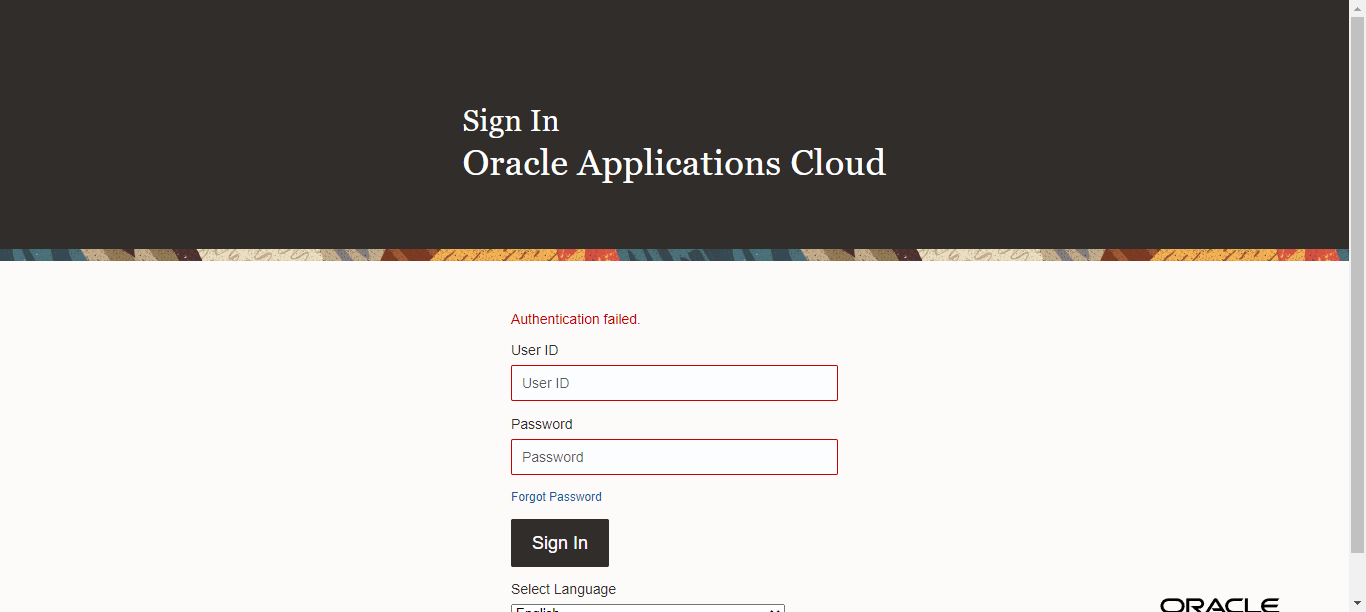 Sign In
Oracle Applications Cloud
Authentication failed.
User ID
User ID
Password
Password
Forgot Password
Sign In
Select Language
English
ORACLE